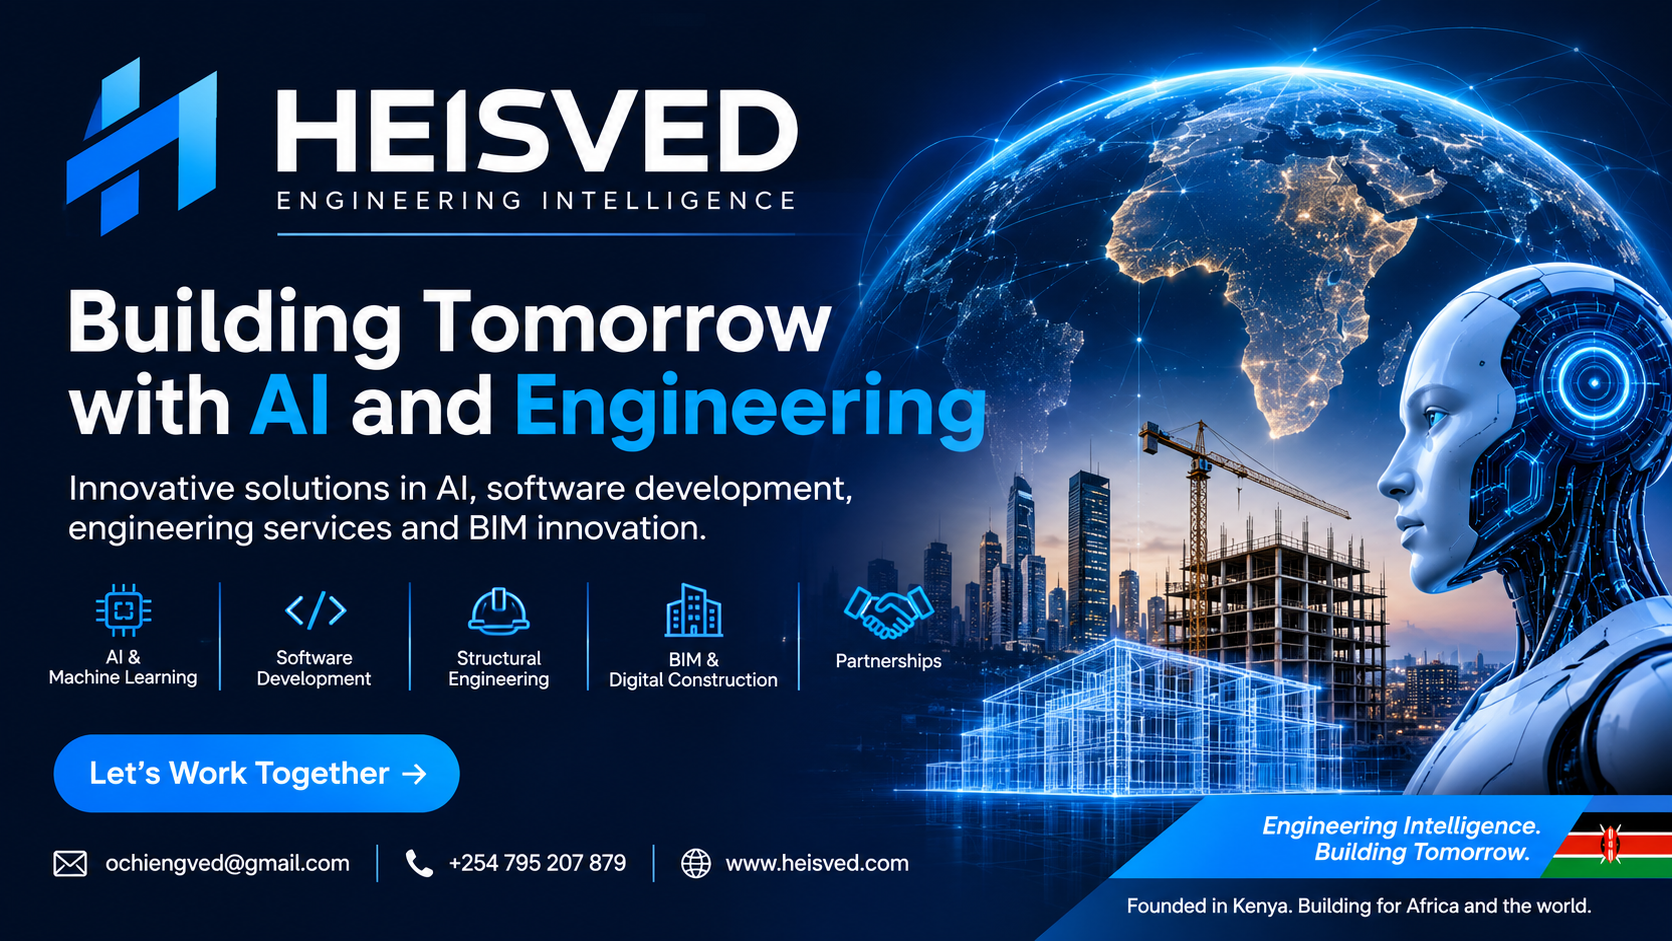 HEISVED
ENGINEERING INTELLIGENCE
Building Tomorrow
with AI and Engineering
Innovative solutions in AI, software development,
engineering services and BIM innovation.
AI &
Machine Learning
Software
Development
Structural
Engineering
BIM &
Digital Construction
Partnerships
Let's Work Together →
ochiengved@gmail.com
+254 795 207 879
www.heisved.com
Engineering Intelligence.
Building Tomorrow.
Founded in Kenya. Building for Africa and the world.